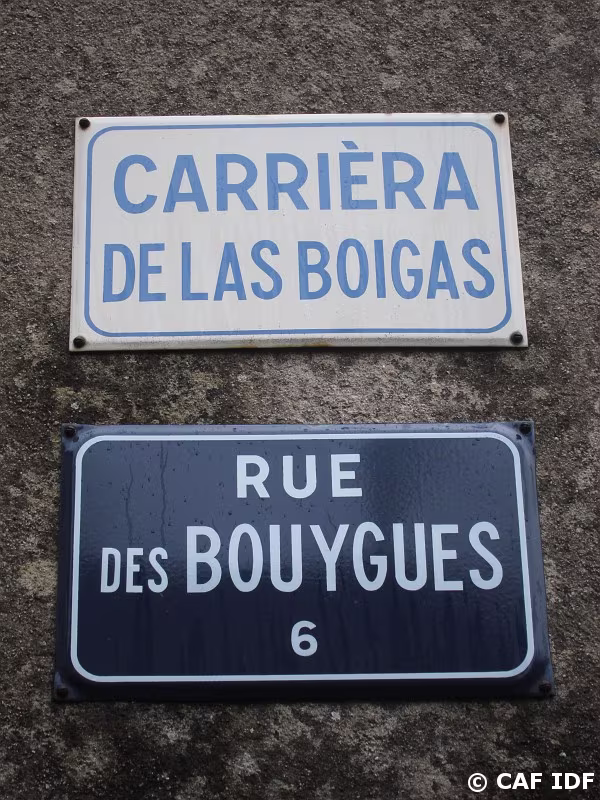 CARRIÈRA
DE LAS BOIGAS
RUE
DES BOUYGUES
6
© CAF IDF